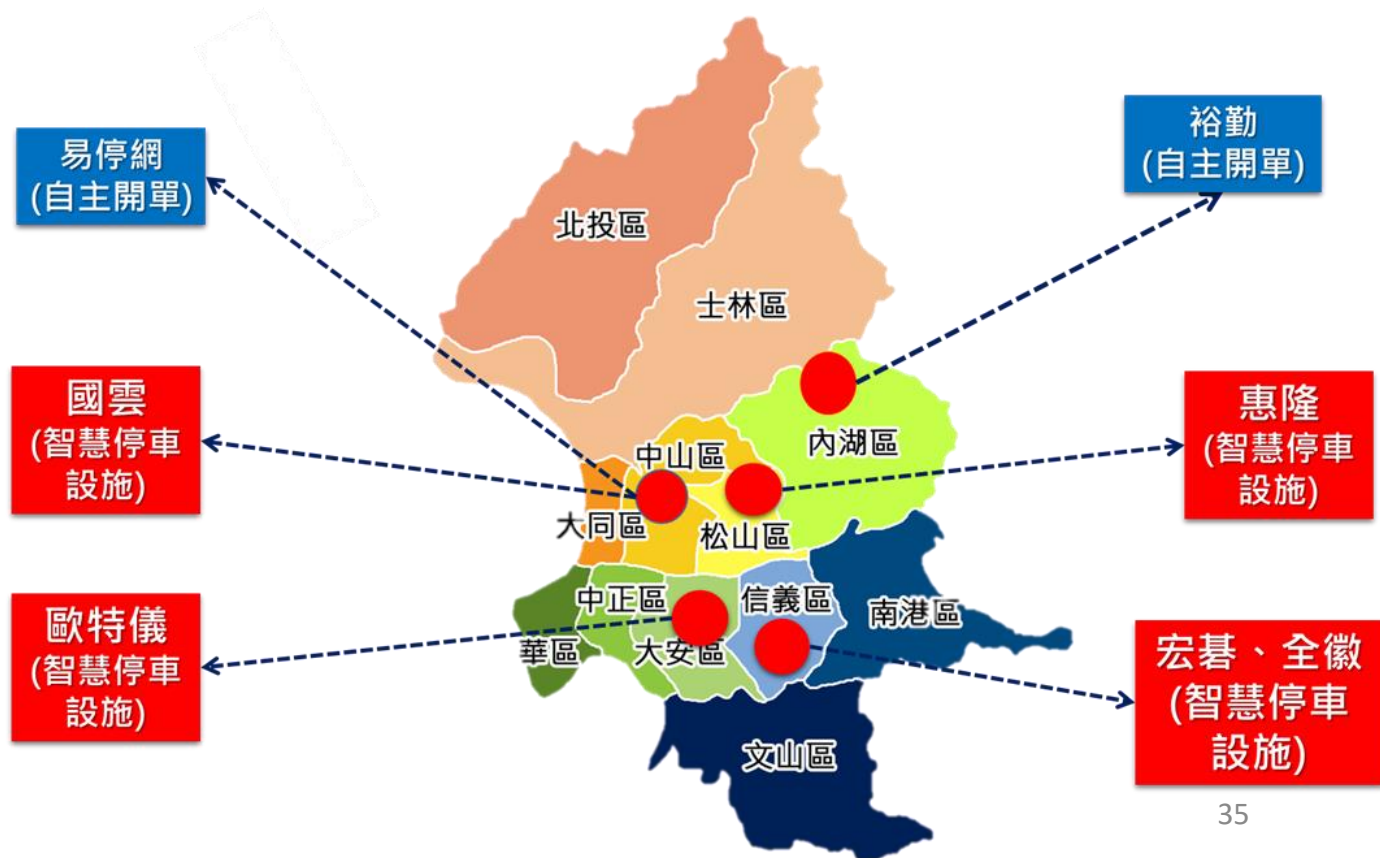 易停網
(自主開單)
裕勤
(自主開單)
北投區
士林區
國雲
(智慧停車
設施)
惠隆
(智慧停車
設施)
中山區
內湖區
大同區
松山區
歐特儀
(智慧停車
設施)
中正區
信義區
南港區
華區
大安區
宏碁、全徽
(智慧停車
設施)
文山區
35